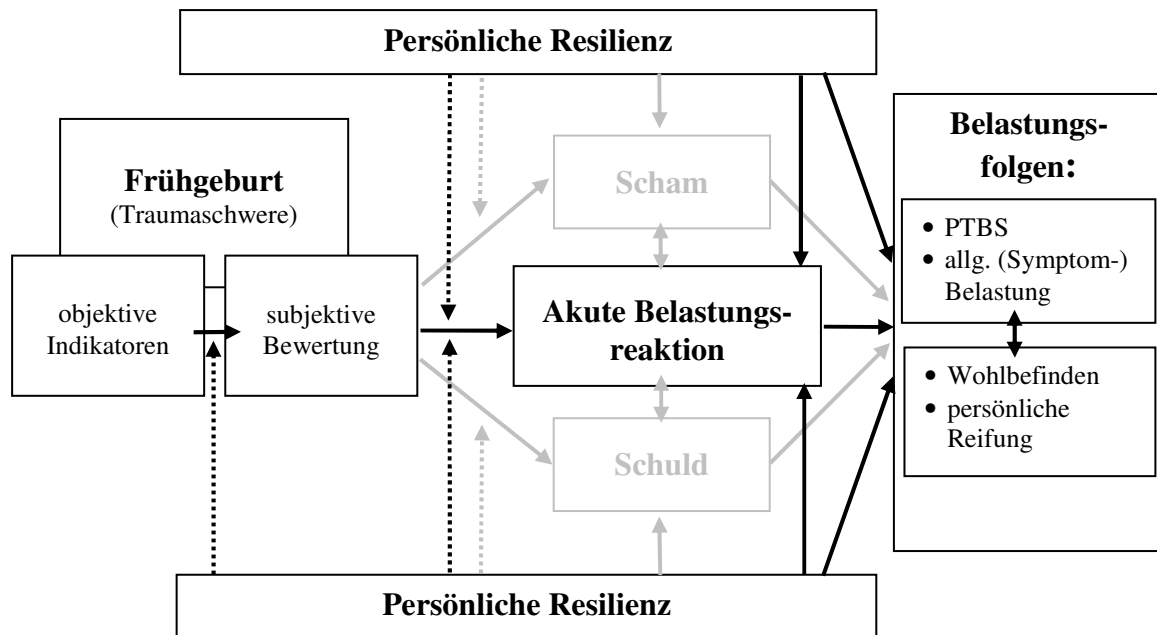 Persönliche Resilienz
Frühgeburt
(Traumaschwere)
objektive
Indikatoren
subjektive
Bewertung
Scham
Akute Belastungs-
reaktion
Schuld
Belastungs-
folgen:
• PTBS
• allg. (Symptom-)
Belastung
• Wohlbefinden
• persönliche
Reifung
Persönliche Resilienz